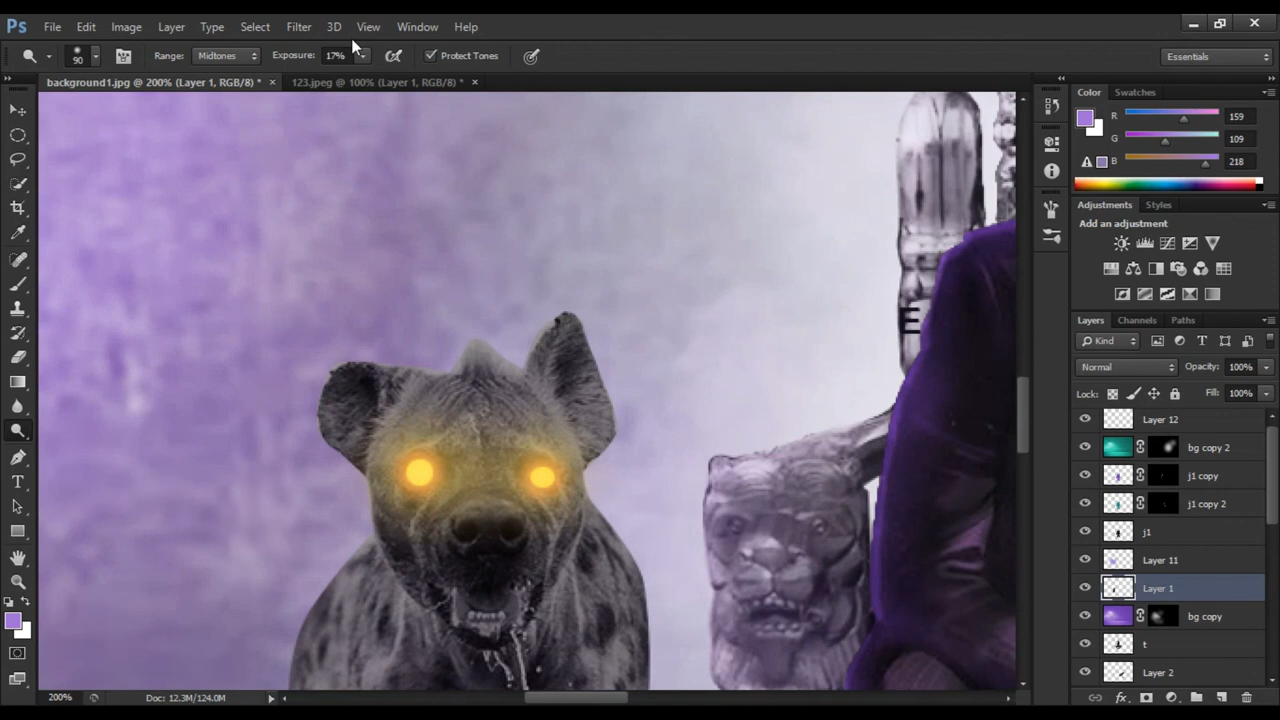 Ps File Edit Image Layer Type Select Filter 3D View Window Help
90 Range: Midtones Exposure: 17% Protect Tones Essentials
background1.jpg @ 200% (Layer 1, RGB/8) * × 123.jpeg @ 100% (Layer 1, RGB/8) * ×
Color Swatches
R 159
G 109
B 218
Adjustments Styles
Add an adjustment
Layers Channels Paths
Kind
Normal Opacity: 100%
Lock: Fill: 100%
Layer 12
bg copy 2
j1 copy
j1 copy 2
j1
Layer 11
Layer 1
bg copy
t
Layer 2
E
200% Doc: 12.3M/124.0M